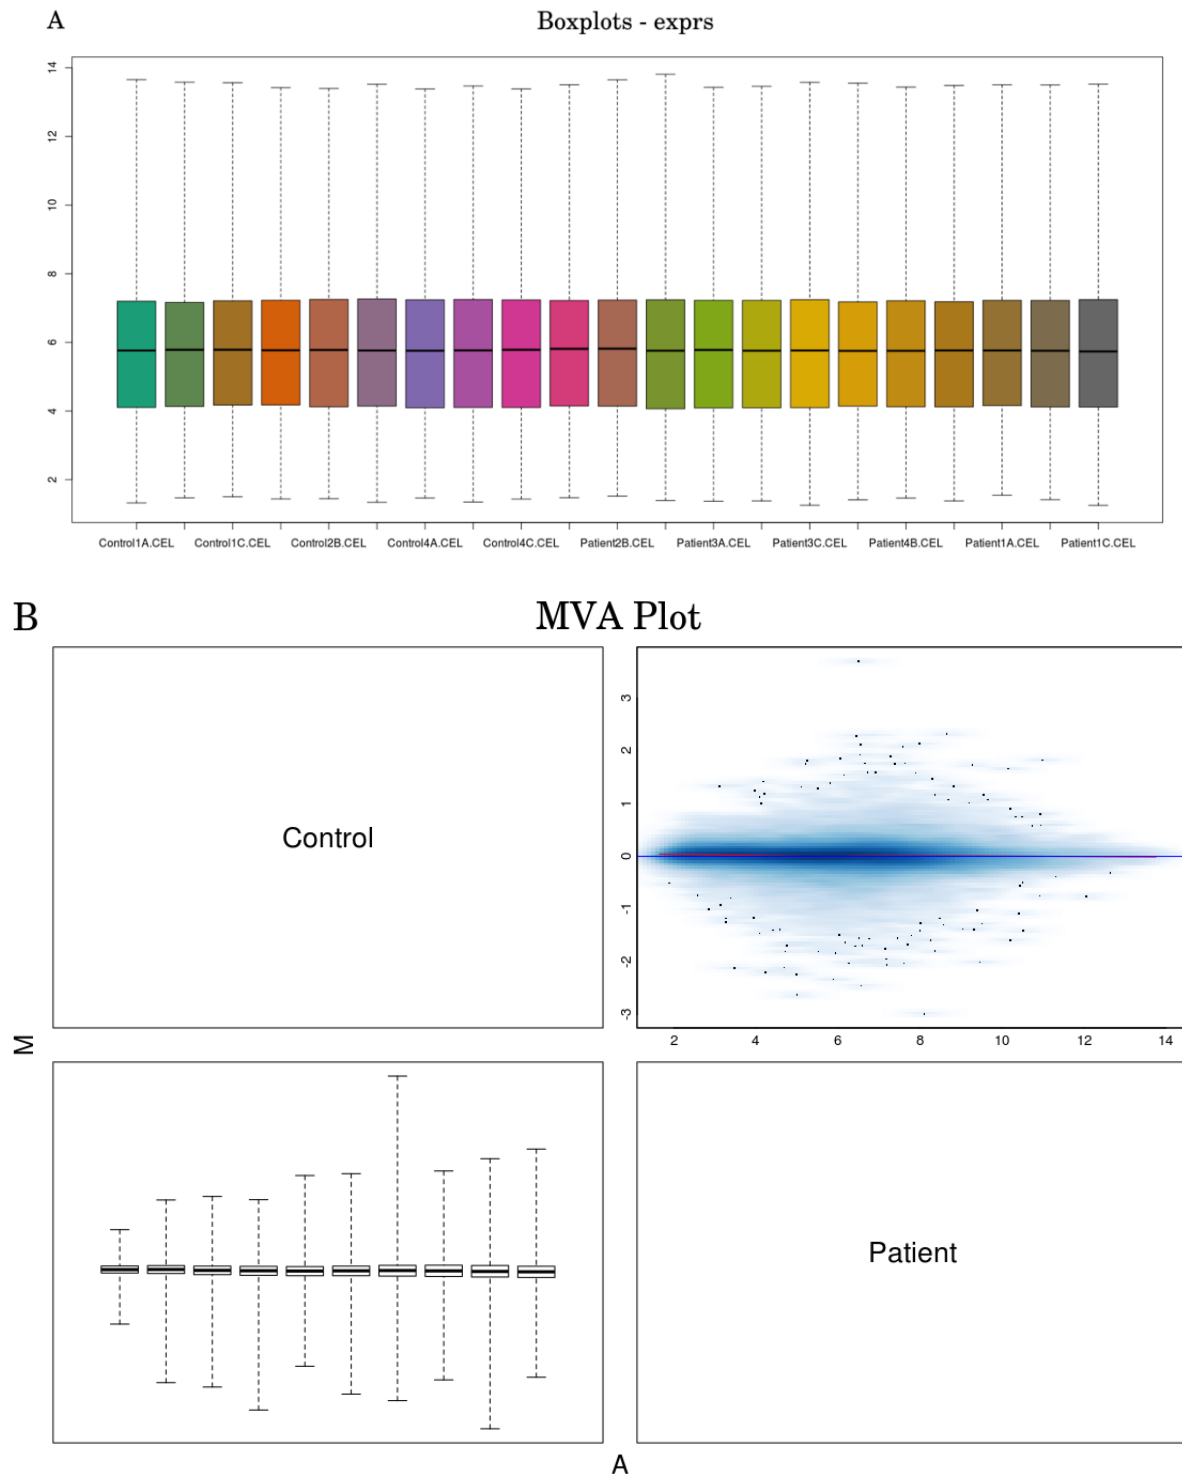 A
Boxplots - exprs
14
12
10
8
6
4
2
Control1A.CEL Control1C.CEL Control2B.CEL Control4A.CEL Control4C.CEL Patient2B.CEL Patient3A.CEL Patient3C.CEL Patient4B.CEL Patient1A.CEL Patient1C.CEL
B
MVA Plot
Control
3
2
1
0
-1
-2
-3
2 4 6 8 10 12 14
M
Patient
A